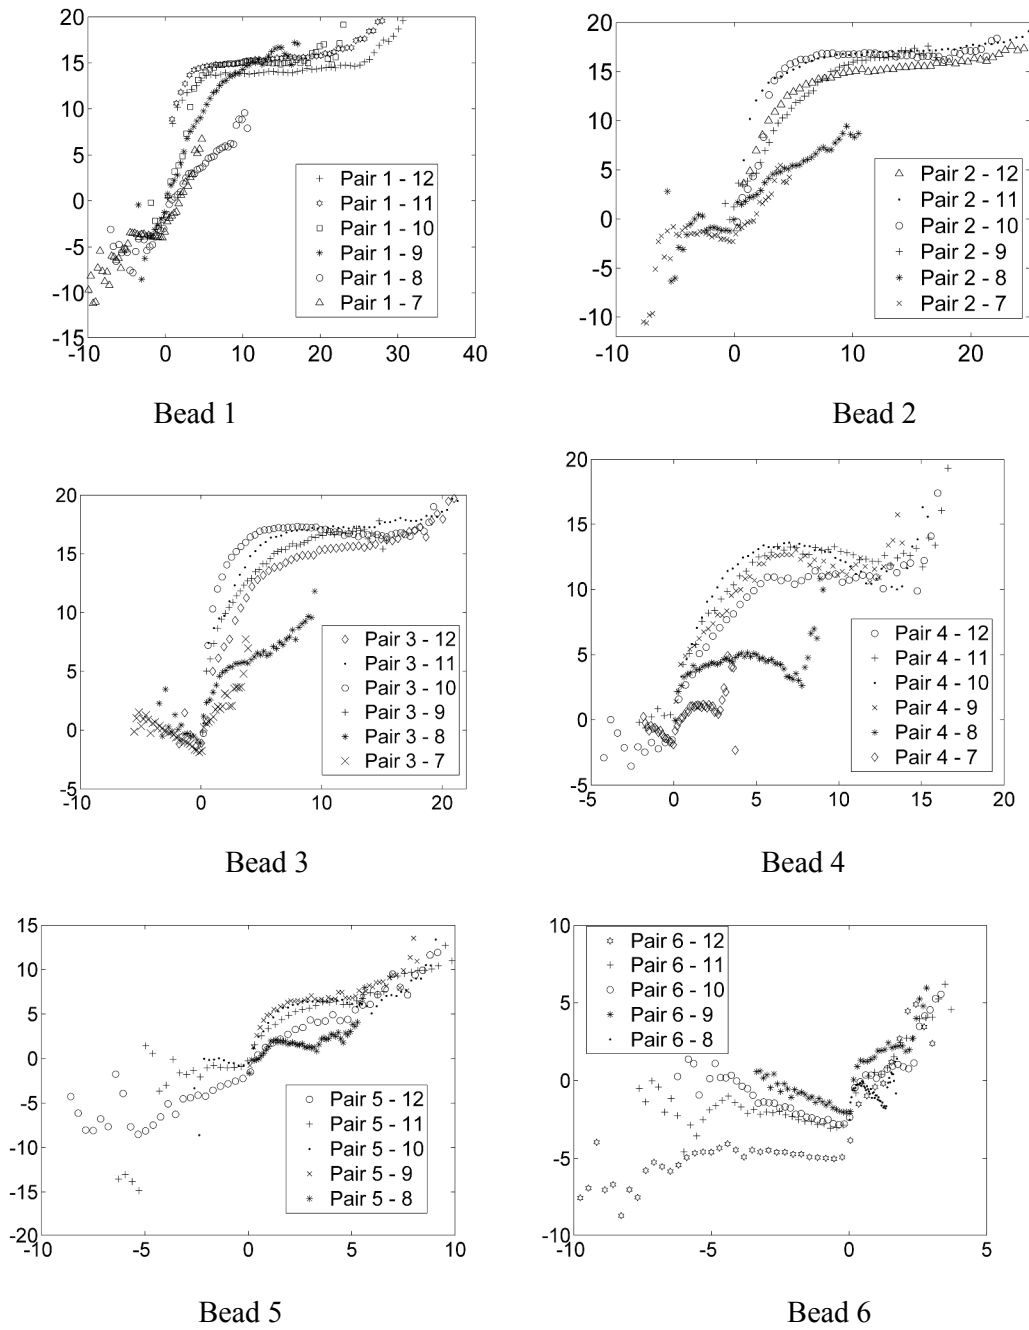 20
15
10
5
0
-5
-10
-15
-10
0
10
20
30
40
Pair 1 - 12
Pair 1 - 11
Pair 1 - 10
Pair 1 - 9
Pair 1 - 8
Pair 1 - 7
Bead 1
20
15
10
5
0
-5
-10
-10
0
10
20
Pair 2 - 12
Pair 2 - 11
Pair 2 - 10
Pair 2 - 9
Pair 2 - 8
Pair 2 - 7
Bead 2
20
15
10
5
0
-5
-10
0
10
20
Pair 3 - 12
Pair 3 - 11
Pair 3 - 10
Pair 3 - 9
Pair 3 - 8
Pair 3 - 7
Bead 3
20
15
10
5
0
-5
-5
0
5
10
15
20
Pair 4 - 12
Pair 4 - 11
Pair 4 - 10
Pair 4 - 9
Pair 4 - 8
Pair 4 - 7
Bead 4
15
10
5
0
-5
-10
-15
-20
-10
-5
0
5
10
Pair 5 - 12
Pair 5 - 11
Pair 5 - 10
Pair 5 - 9
Pair 5 - 8
Bead 5
10
5
0
-5
-10
-10
-5
0
5
Pair 6 - 12
Pair 6 - 11
Pair 6 - 10
Pair 6 - 9
Pair 6 - 8
Bead 6